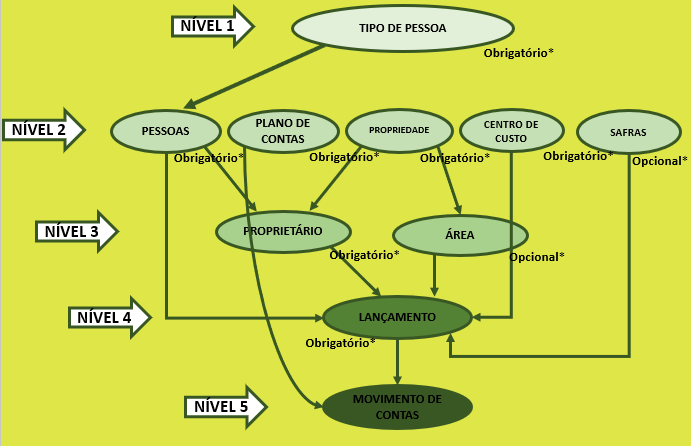 NÍVEL 1
TIPO DE PESSOA
Obrigatório*
NÍVEL 2
PESSOAS
Obrigatório*
PLANO DE
CONTAS
Obrigatório*
PROPRIEDADE
Obrigatório*
CENTRO DE
CUSTO
Obrigatório*
SAFRAS
Opcional*
NÍVEL 3
PROPRIETÁRIO
Obrigatório*
ÁREA
Opcional*
NÍVEL 4
LANÇAMENTO
Obrigatório*
NÍVEL 5
MOVIMENTO DE
CONTAS